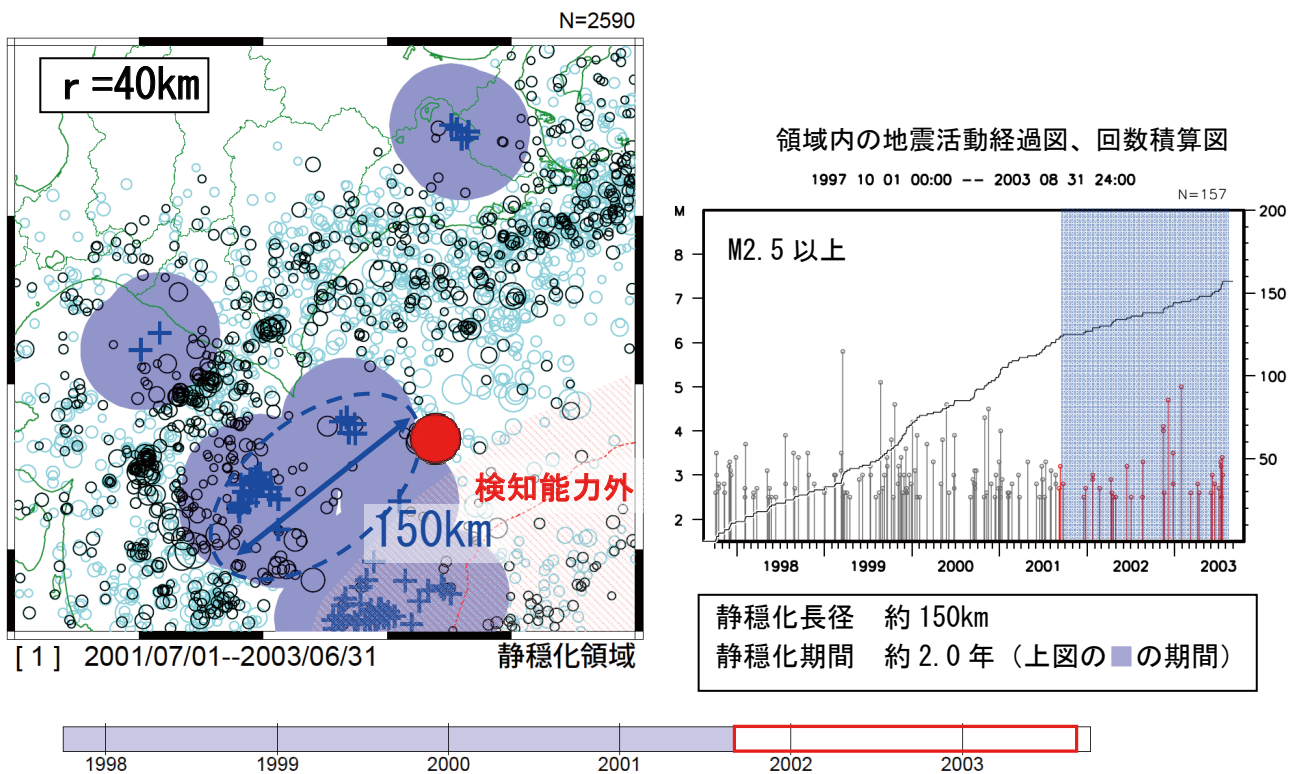 N=2590
r=40km
検知能力外
150km
[1] 2001/07/01--2003/06/31 静穏化領域
領域内の地震活動経過図、回数積算図
1997 10 01 00:00 -- 2003 08 31 24:00
N=157
M
200
8
7
150
6
5
100
4
3
50
2
M2.5以上
1998 1999 2000 2001 2002 2003
静穏化長径 約150km
静穏化期間 約2.0年（上図の■の期間）
1998 1999 2000 2001 2002 2003